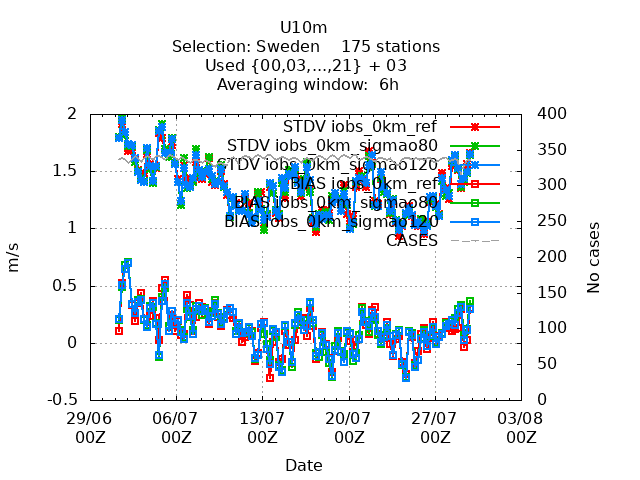 U10m
Selection: Sweden    175 stations
Used {00,03,...,21} + 03
Averaging window:  6h
2
1.5
1
0.5
0
-0.5
m/s
400
350
300
250
200
150
100
50
0
No cases
STDV iobs_0km_ref
STDV iobs_0km_sigmao80
STDV iobs_0km_sigmao120
BIAS iobs_0km_ref
BIAS iobs_0km_sigmao80
BIAS iobs_0km_sigmao120
CASES
29/06 06/07 13/07 20/07 27/07 03/08
00Z 00Z 00Z 00Z 00Z 00Z
Date